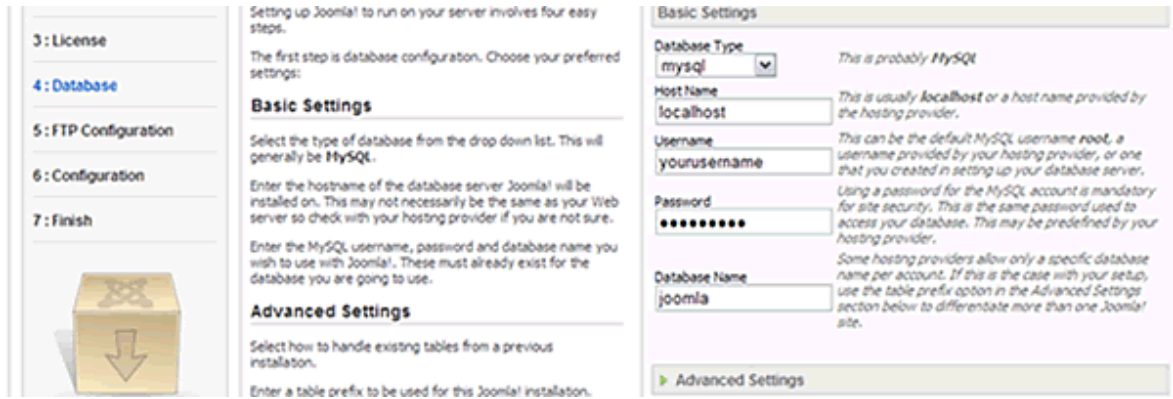 3 : License
4 : Database
5 : FTP Configuration
6 : Configuration
7 : Finish
Setting up Joomla! to run on your server involves four easy
steps.
The first step is database configuration. Choose your preferred
settings:
Basic Settings
Select the type of database from the drop down list. This will
generally be MySQL.
Enter the hostname of the database server Joomla! will be
installed on. This may not necessarily be the same as your Web
server so check with your hosting provider if you are not sure.
Enter the MySQL username, password and database name you
wish to use with Joomla!. These must already exist for the
database you are going to use.
Advanced Settings
Select how to handle existing tables from a previous
installation.
Enter a table prefix to be used for this Joomla! installation.
Basic Settings
Database Type
mysql
This is probably MySQL
Host Name
localhost
This is usually localhost or a host name provided by
the hosting provider.
Username
yourusername
This can be the default MySQL username root, a
username provided by your hosting provider, or one
that you created in setting up your database server.
Password
●●●●●●●●●
Using a password for the MySQL account is mandatory
for site security. This is the same password used to
access your database. This may be predefined by your
hosting provider.
Database Name
joomla
Some hosting providers allow only a specific database
name per account. If this is the case with your setup,
use the table prefix option in the Advanced Settings
section below to differentiate more than one Joomla!
site.
Advanced Settings